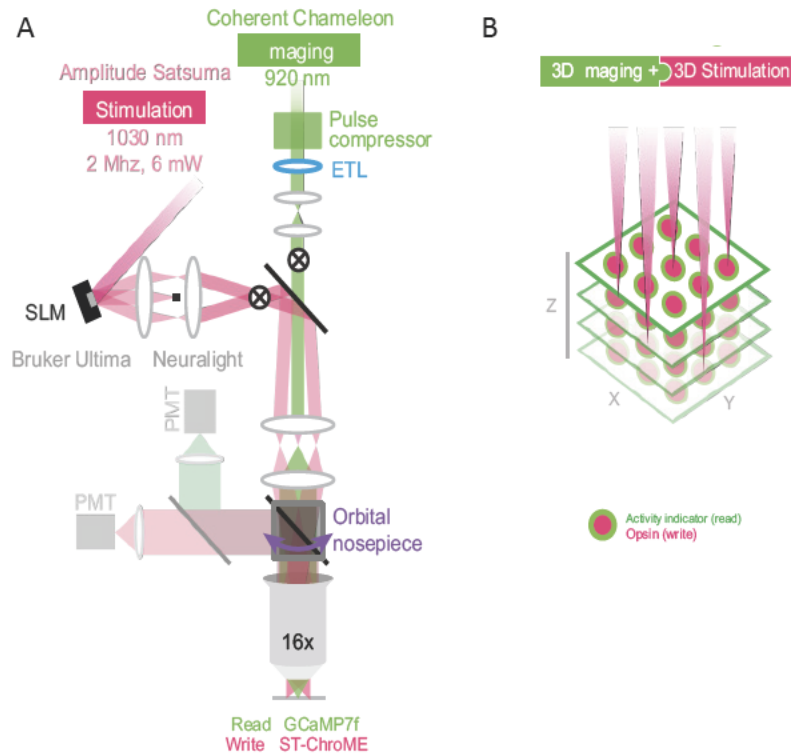 A
Coherent Chameleon
maging
920 nm
Amplitude Satsuma
Stimulation
1030 nm
2 Mhz, 6 mW
Pulse
compressor
ETL
SLM
Bruker Ultima
Neuralight
PMT
PMT
Orbital
nosepiece
16x
Read GCaMP7f
Write ST-ChroME
B
3D maging +
3D Stimulation
Z
X
Y
Activity indicator (read)
Opsin (write)